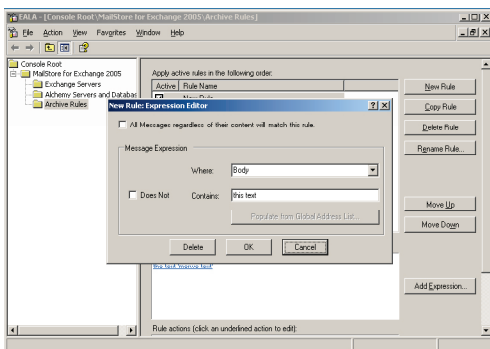 EALA - [Console Root\MailStore for Exchange 2005\Archive Rules]
File Action View Favorites Window Help
Console Root
MailStore for Exchange 2005
Exchange Servers
Alchemy Servers and Databas
Archive Rules
Apply active rules in the following order:
Active Rule Name
New Rule
Copy Rule
Delete Rule
Rename Rule...
Move Up
Move Down
Add Expression...
New Rule: Expression Editor
All Messages regardless of their content will match this rule.
Message Expression
Where: Body
Does Not Contains: this text
Populate from Global Address List...
Delete OK Cancel
Rule actions (click an underlined action to edit):